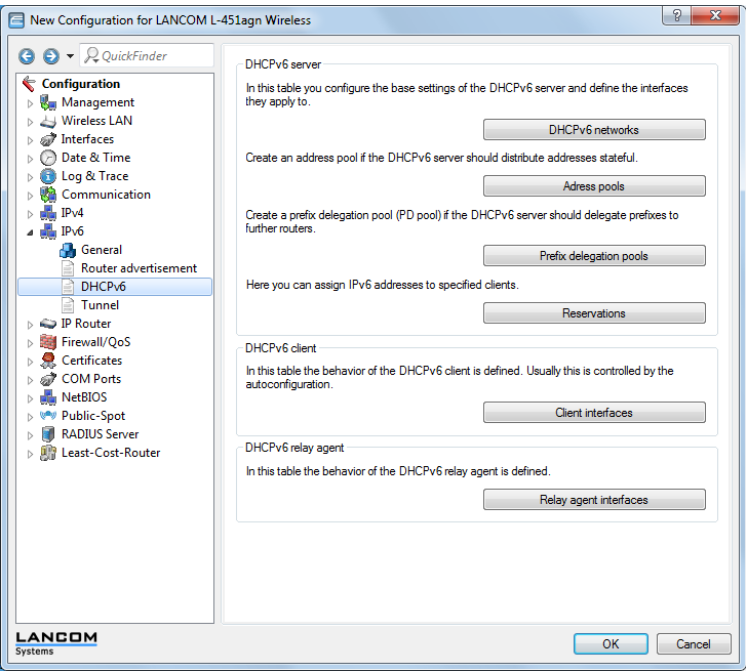 New Configuration for LANCOM L-451agn Wireless
?
QuickFinder
Configuration
Management
Wireless LAN
Interfaces
Date & Time
Log & Trace
Communication
IPv4
IPv6
General
Router advertisement
DHCPv6
Tunnel
IP Router
Firewall/QoS
Certificates
COM Ports
NetBIOS
Public-Spot
RADIUS Server
Least-Cost-Router
DHCPv6 server
In this table you configure the base settings of the DHCPv6 server and define the interfaces
they apply to.
DHCPv6 networks
Create an address pool if the DHCPv6 server should distribute addresses stateful.
Adress pools
Create a prefix delegation pool (PD pool) if the DHCPv6 server should delegate prefixes to
further routers.
Prefix delegation pools
Here you can assign IPv6 addresses to specified clients.
Reservations
DHCPv6 client
In this table the behavior of the DHCPv6 client is defined. Usually this is controlled by the
autoconfiguration.
Client interfaces
DHCPv6 relay agent
In this table the behavior of the DHCPv6 relay agent is defined.
Relay agent interfaces
LANCOM
Systems
OK
Cancel